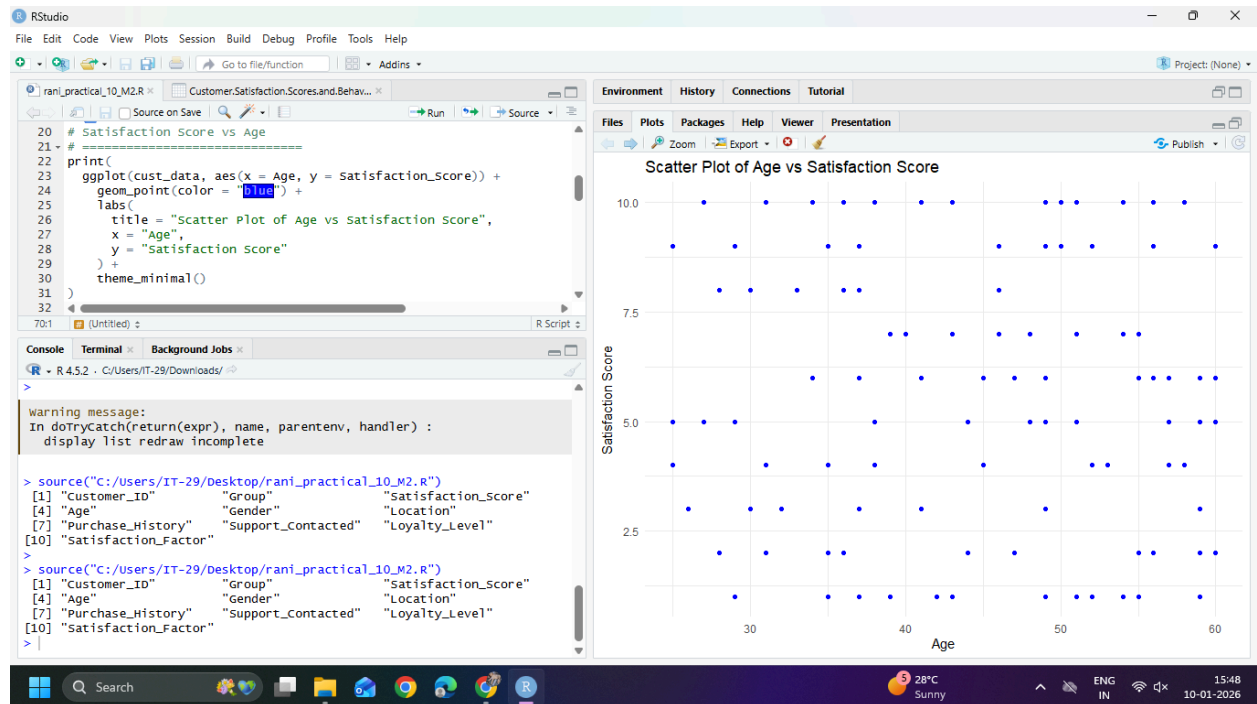 RStudio
File Edit Code View Plots Session Build Debug Profile Tools Help
Go to file/function Addins Project: (None)
rani_practical_10_M2.R Customer.Satisfaction.Scores.and.Behav...
Source on Save Run Source
20 # Satisfaction Score vs Age
21 # ==============================
22 print(
23 ggplot(cust_data, aes(x = Age, y = Satisfaction_Score)) +
24 geom_point(color = "blue") +
25 labs(
26 title = "Scatter Plot of Age vs Satisfaction Score",
27 x = "Age",
28 y = "Satisfaction Score"
29 ) +
30 theme_minimal()
31 )
32
70:1 (Untitled) R Script
Console Terminal Background Jobs
R 4.5.2 · C:/Users/IT-29/Downloads/
>
Warning message:
In doTryCatch(return(expr), name, parentenv, handler) :
display list redraw incomplete
> source("C:/Users/IT-29/Desktop/rani_practical_10_M2.R")
[1] "Customer_ID" "Group" "Satisfaction_Score"
[4] "Age" "Gender" "Location"
[7] "Purchase_History" "Support_Contacted" "Loyalty_Level"
[10] "Satisfaction_Factor"
>
> source("C:/Users/IT-29/Desktop/rani_practical_10_M2.R")
[1] "Customer_ID" "Group" "Satisfaction_Score"
[4] "Age" "Gender" "Location"
[7] "Purchase_History" "Support_Contacted" "Loyalty_Level"
[10] "Satisfaction_Factor"
>
Environment History Connections Tutorial
Files Plots Packages Help Viewer Presentation
Zoom Export Publish
Scatter Plot of Age vs Satisfaction Score
10.0
7.5
5.0
2.5
Satisfaction Score
30 40 50 60
Age
Search
5
28°C
Sunny
ENG
IN
15:48
10-01-2026